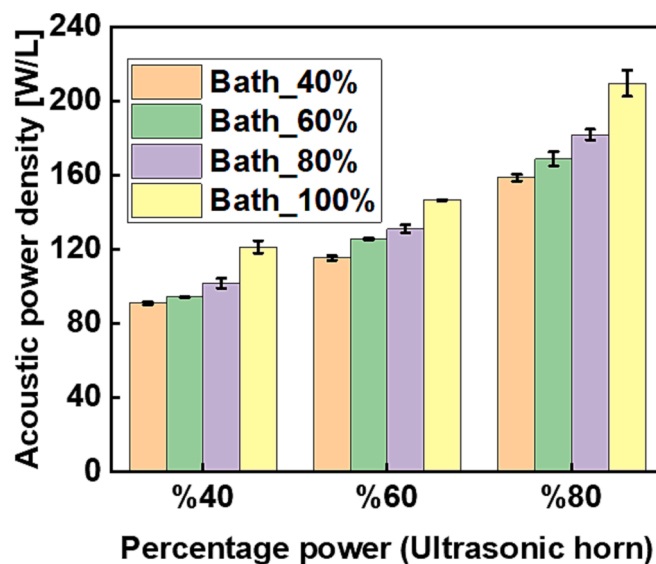 Acoustic power density [W/L]
240
200
160
120
80
40
0
Bath_40%
Bath_60%
Bath_80%
Bath_100%
%40 %60 %80
Percentage power (Ultrasonic horn)